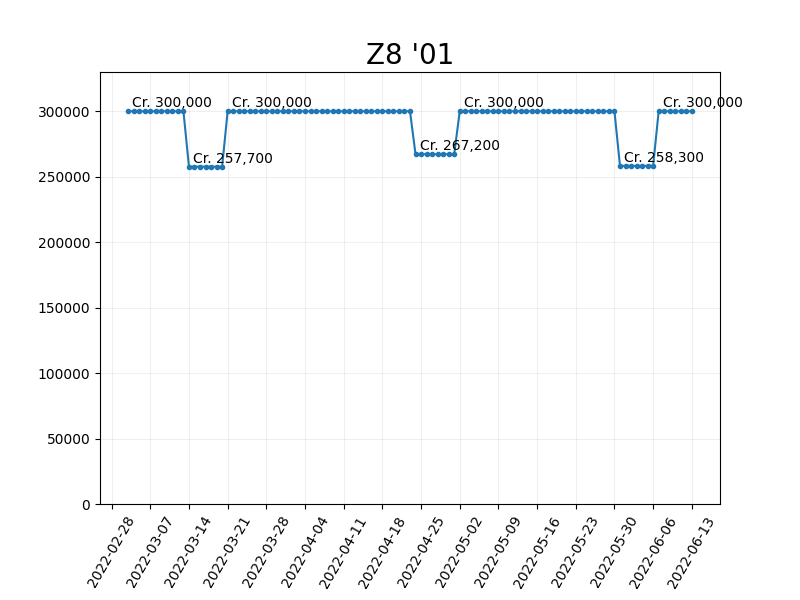 Z8 '01
Cr. 300,000
Cr. 300,000
Cr. 300,000
Cr. 300,000
Cr. 257,700
Cr. 267,200
Cr. 258,300
300000
250000
200000
150000
100000
50000
0
2022-02-28
2022-03-07
2022-03-14
2022-03-21
2022-03-28
2022-04-04
2022-04-11
2022-04-18
2022-04-25
2022-05-02
2022-05-09
2022-05-16
2022-05-23
2022-05-30
2022-06-06
2022-06-13